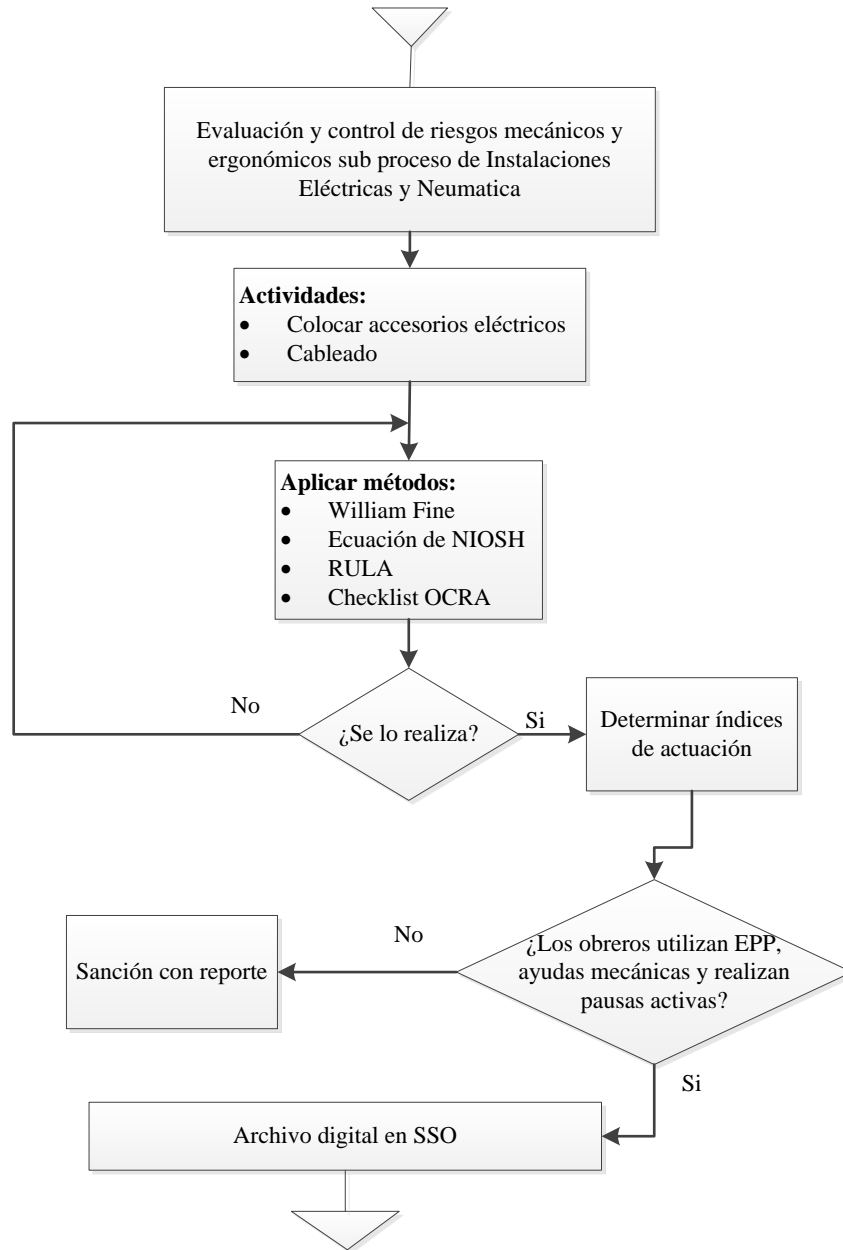 Evaluación y control de riesgos mecánicos y
ergonómicos sub proceso de Instalaciones
Eléctricas y Neumatica
Actividades:
• Colocar accesorios eléctricos
• Cableado
Aplicar métodos:
• William Fine
• Ecuación de NIOSH
• RULA
• Checklist OCRA
No
¿Se lo realiza?
Si
Determinar índices
de actuación
No
¿Los obreros utilizan EPP,
ayudas mecánicas y realizan
pausas activas?
Sanción con reporte
Si
Archivo digital en SSO